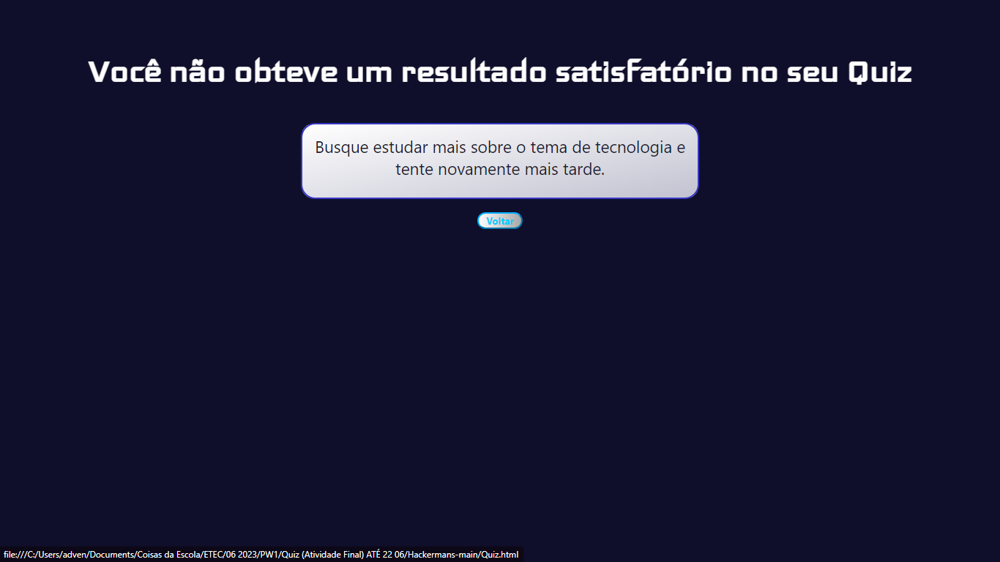 Você não obteve um resultado satisfatório no seu Quiz
Busque estudar mais sobre o tema de tecnologia e
tente novamente mais tarde.
Voltar
file:///C:/Users/adven/Documents/Coisas da Escola/ETEC/06 2023/PW1/Quiz (Atividade Final) ATÉ 22 06/Hackermans-main/Quiz.html